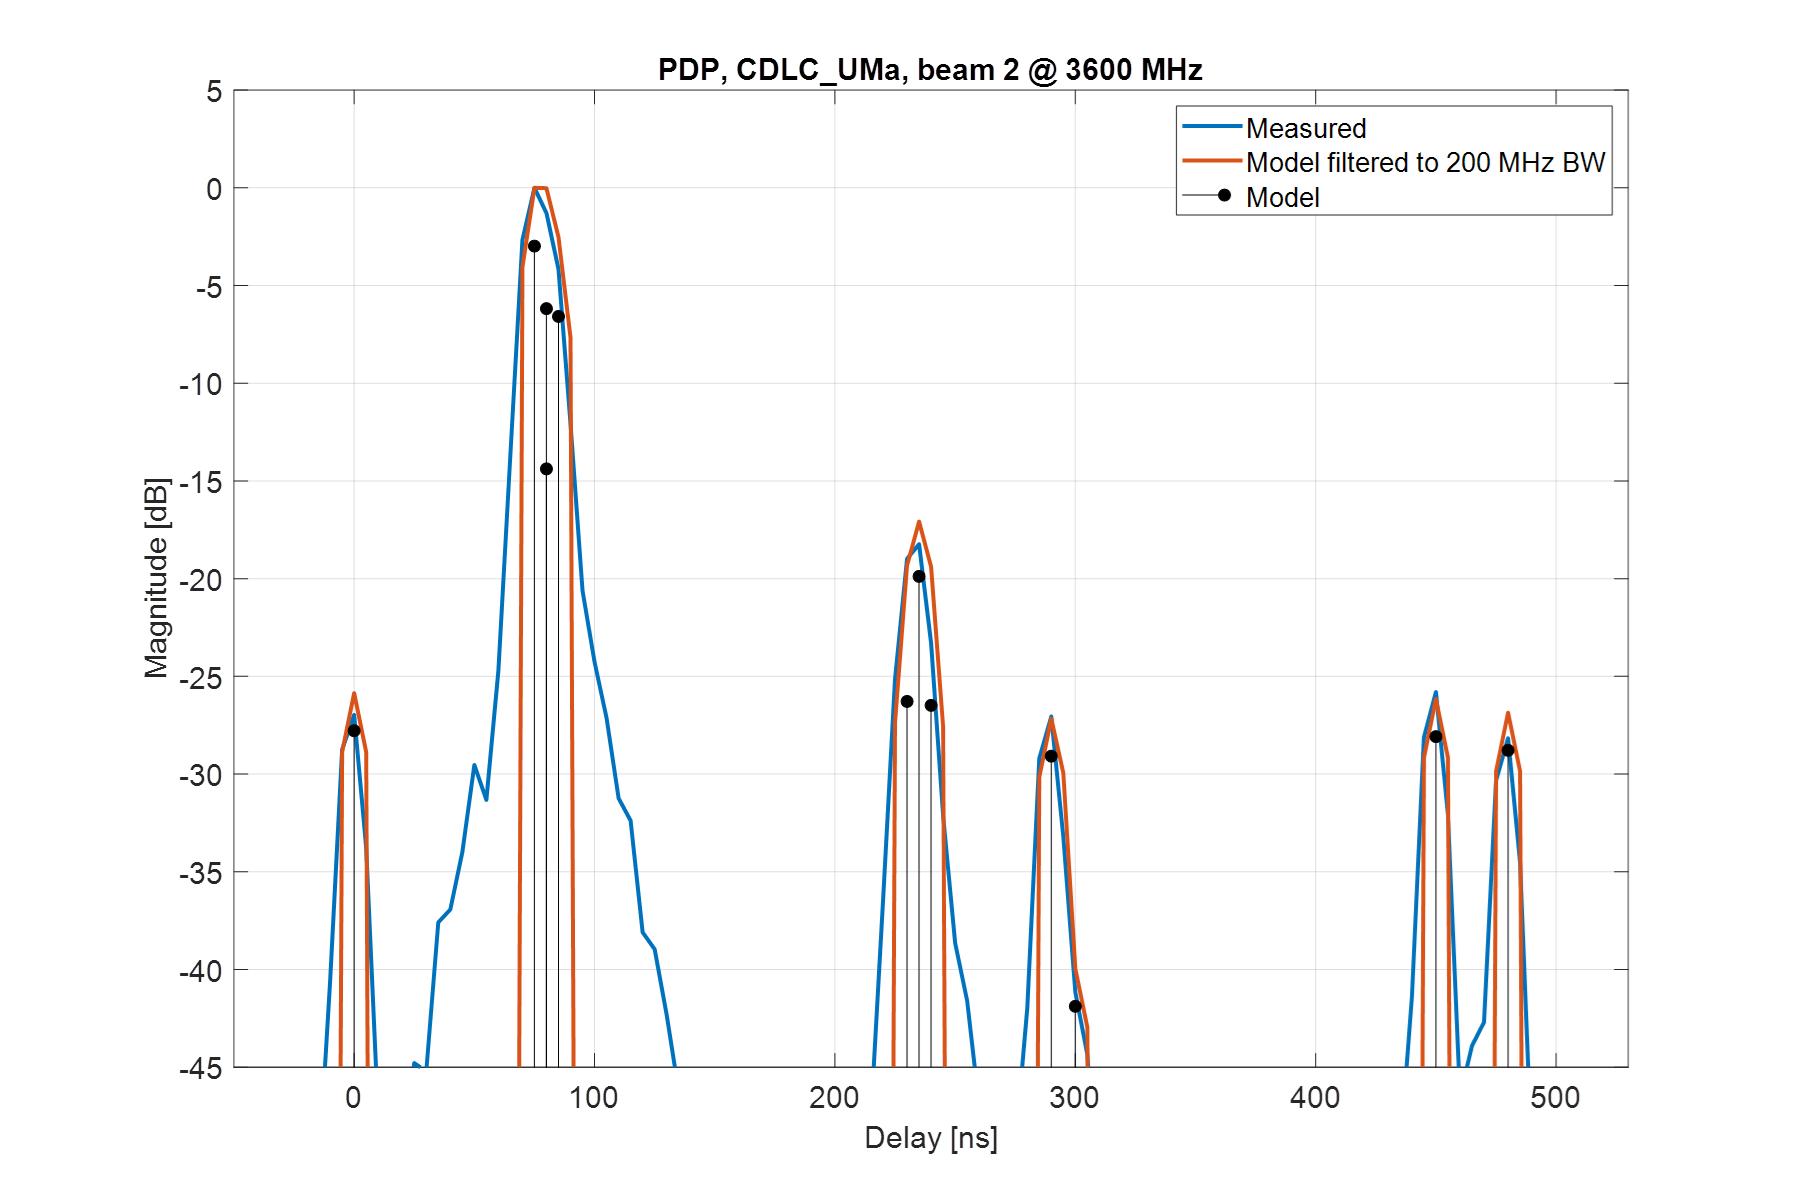 PDP, CDLC_UMa, beam 2 @ 3600 MHz
Measured
Model filtered to 200 MHz BW
Model
Magnitude [dB]
5
0
-5
-10
-15
-20
-25
-30
-35
-40
-45
0 100 200 300 400 500
Delay [ns]